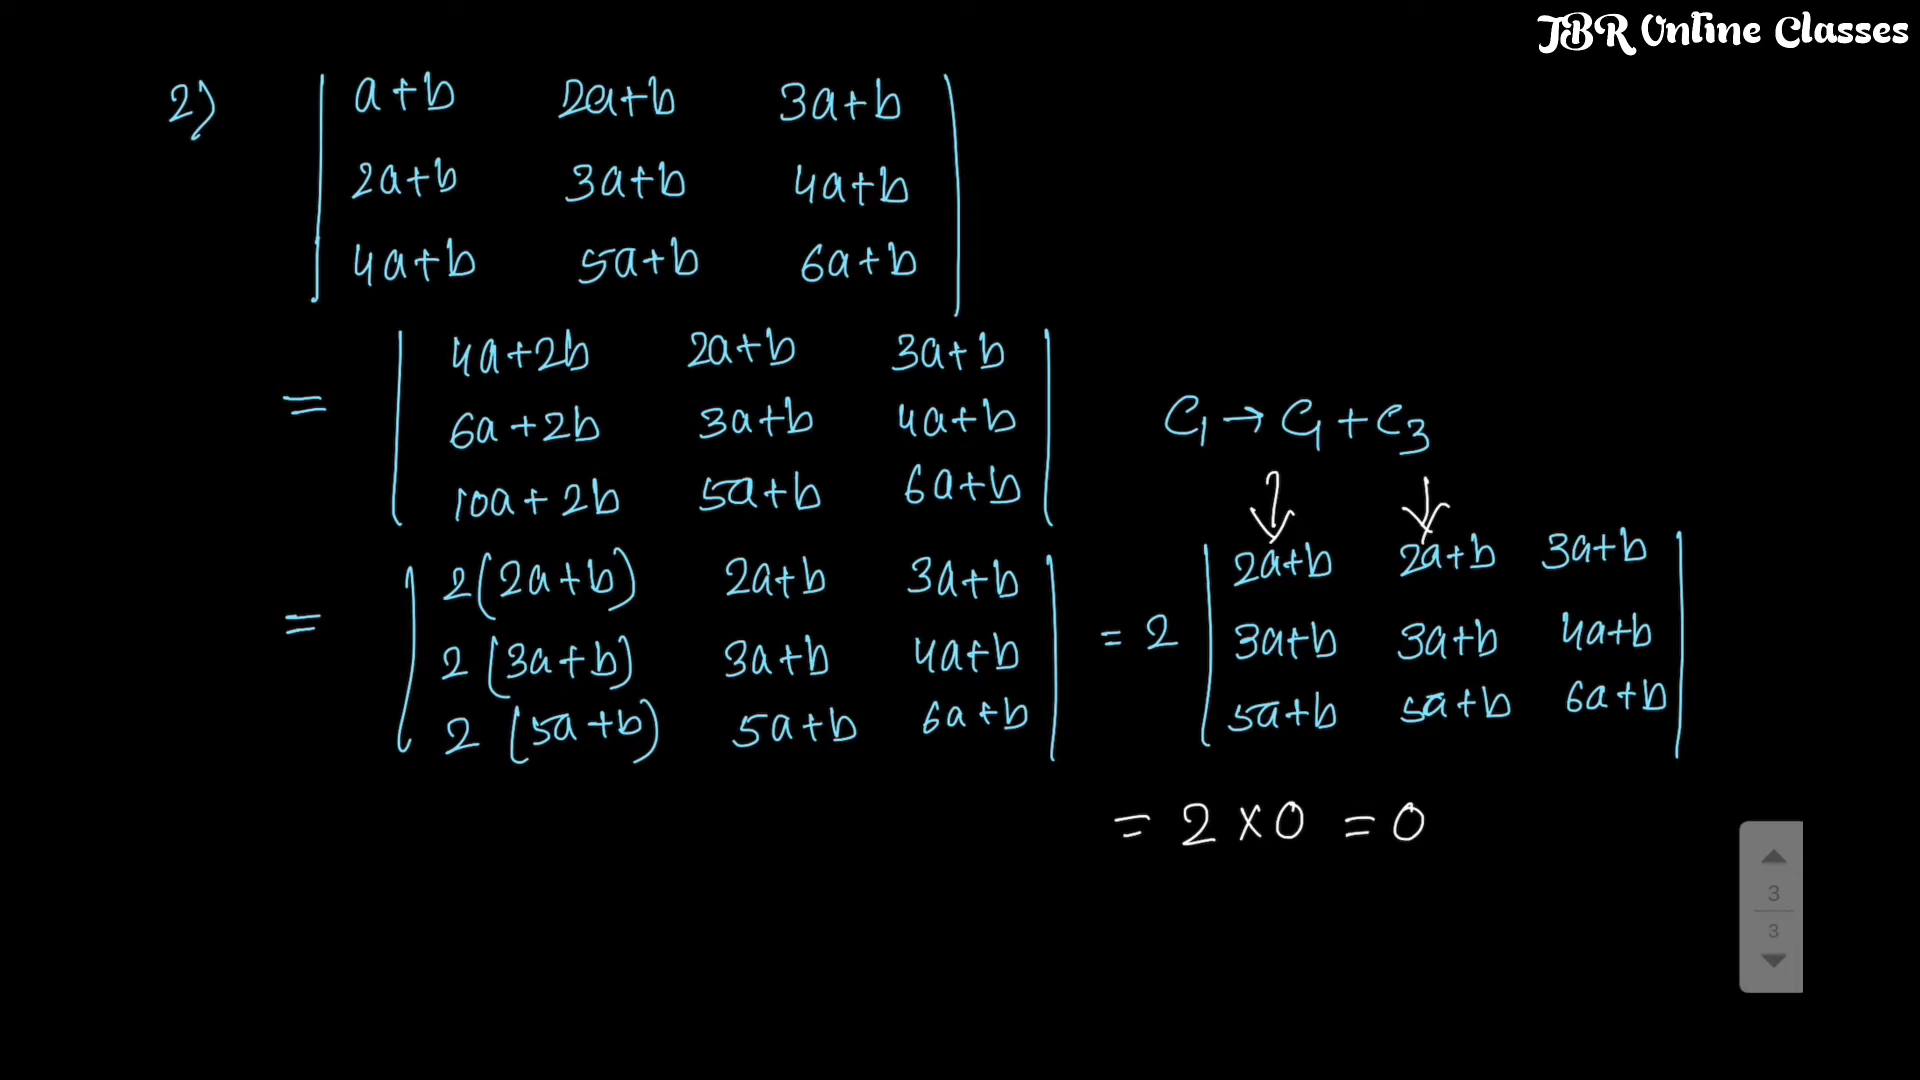 JBR Online Classes
2) | a+b 2a+b 3a+b |
| 2a+b 3a+b 4a+b |
| 4a+b 5a+b 6a+b |
= | 4a+2b 2a+b 3a+b |
| 6a+2b 3a+b 4a+b | C₁ → C₁ + C₃
| 10a+2b 5a+b 6a+b |
= | 2(2a+b) 2a+b 3a+b | = 2 | 2a+b 2a+b 3a+b |
| 2(3a+b) 3a+b 4a+b | | 3a+b 3a+b 4a+b |
| 2(5a+b) 5a+b 6a+b | | 5a+b 5a+b 6a+b |
= 2 × 0 = 0
3
3